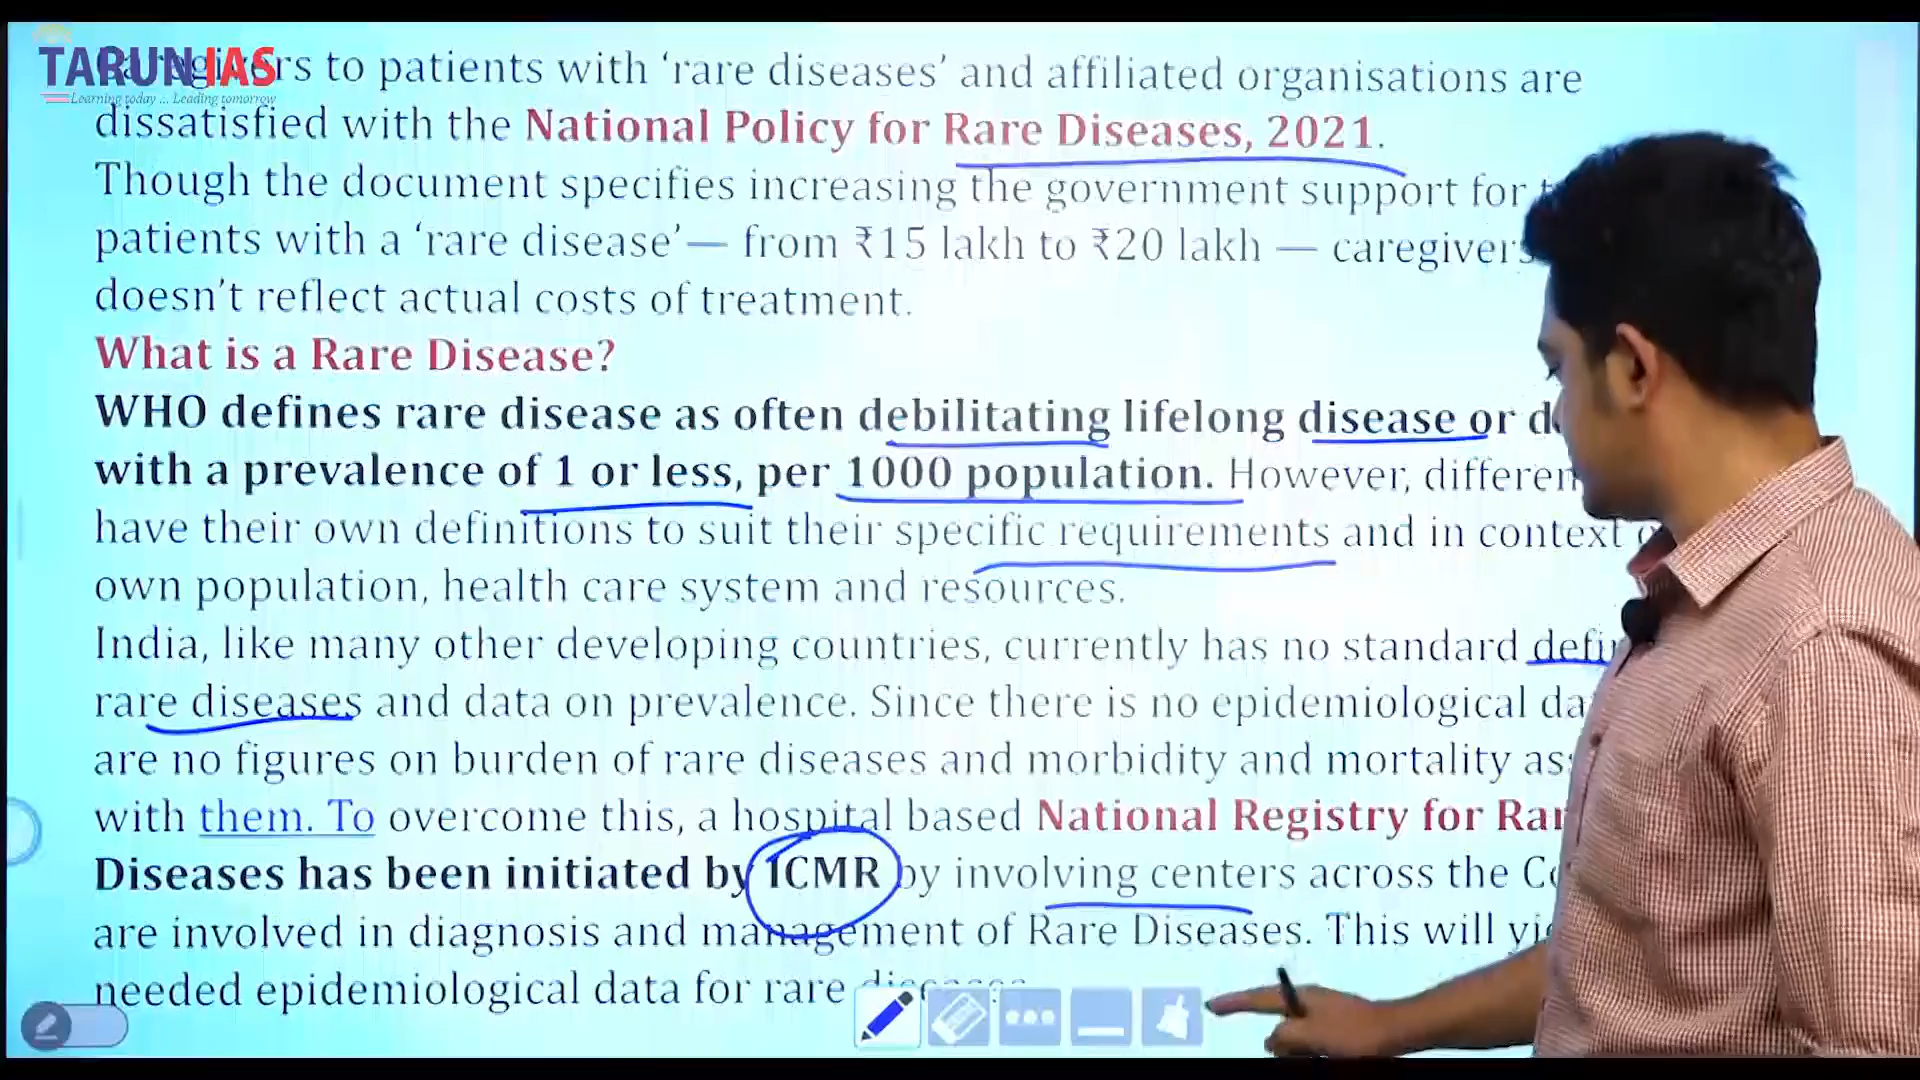 TARUN IAS
Learning today ... Leading tomorrow
Caregivers to patients with ‘rare diseases’ and affiliated organisations are
dissatisfied with the National Policy for Rare Diseases, 2021.
Though the document specifies increasing the government support for
patients with a ‘rare disease’— from ₹15 lakh to ₹20 lakh — caregivers
doesn’t reflect actual costs of treatment.
What is a Rare Disease?
WHO defines rare disease as often debilitating lifelong disease or
with a prevalence of 1 or less, per 1000 population. However,
have their own definitions to suit their specific requirements and in context
own population, health care system and resources.
India, like many other developing countries, currently has no standard
rare diseases and data on prevalence. Since there is no epidemiological
are no figures on burden of rare diseases and morbidity and mortality
with them. To overcome this, a hospital based National Registry for
Diseases has been initiated by ICMR by involving centers across the
are involved in diagnosis and management of Rare Diseases. This will
needed epidemiological data for rare